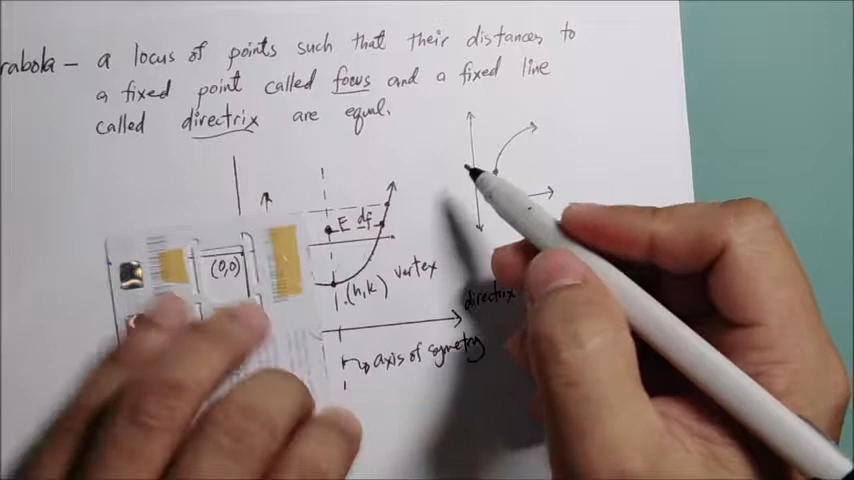 rabola – a locus of points such that their distances to
a fixed point called focus and a fixed line
called directrix are equal.
F df
(0,0)
(h,k) vertex
directrix
axis of symetry